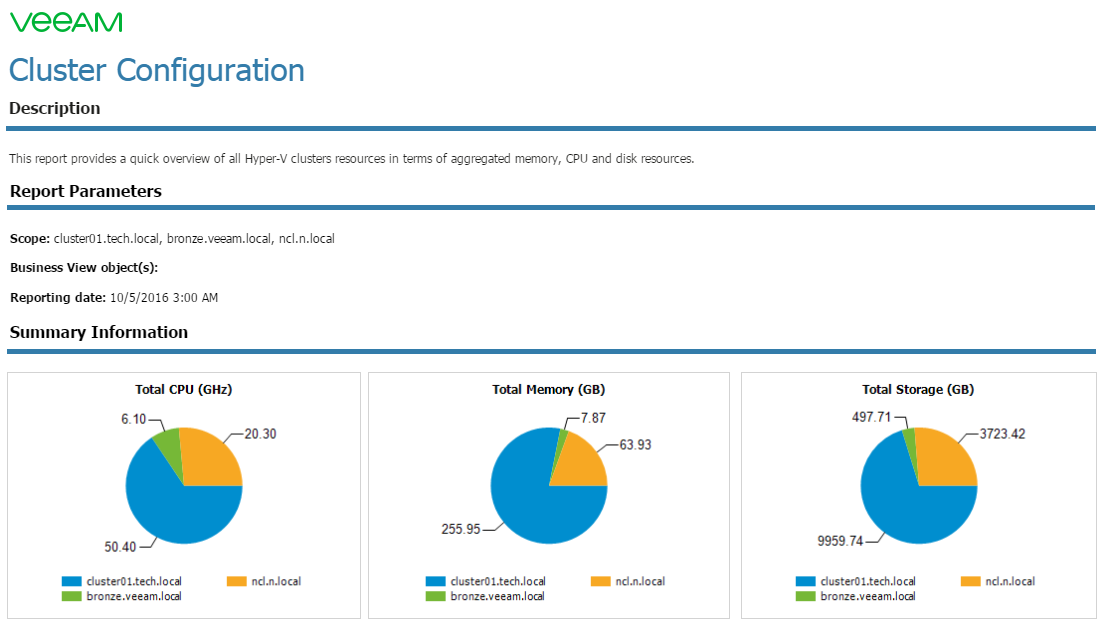 veeAM
Cluster Configuration
Description
This report provides a quick overview of all Hyper-V clusters resources in terms of aggregated memory, CPU and disk resources.
Report Parameters
Scope: cluster01.tech.local, bronze.veeam.local, ncl.n.local
Business View object(s):
Reporting date: 10/5/2016 3:00 AM
Summary Information
Total CPU (GHz)
6.10
20.30
50.40
cluster01.tech.local
ncl.n.local
bronze.veeam.local
Total Memory (GB)
7.87
63.93
255.95
cluster01.tech.local
ncl.n.local
bronze.veeam.local
Total Storage (GB)
497.71
3723.42
9959.74
cluster01.tech.local
ncl.n.local
bronze.veeam.local